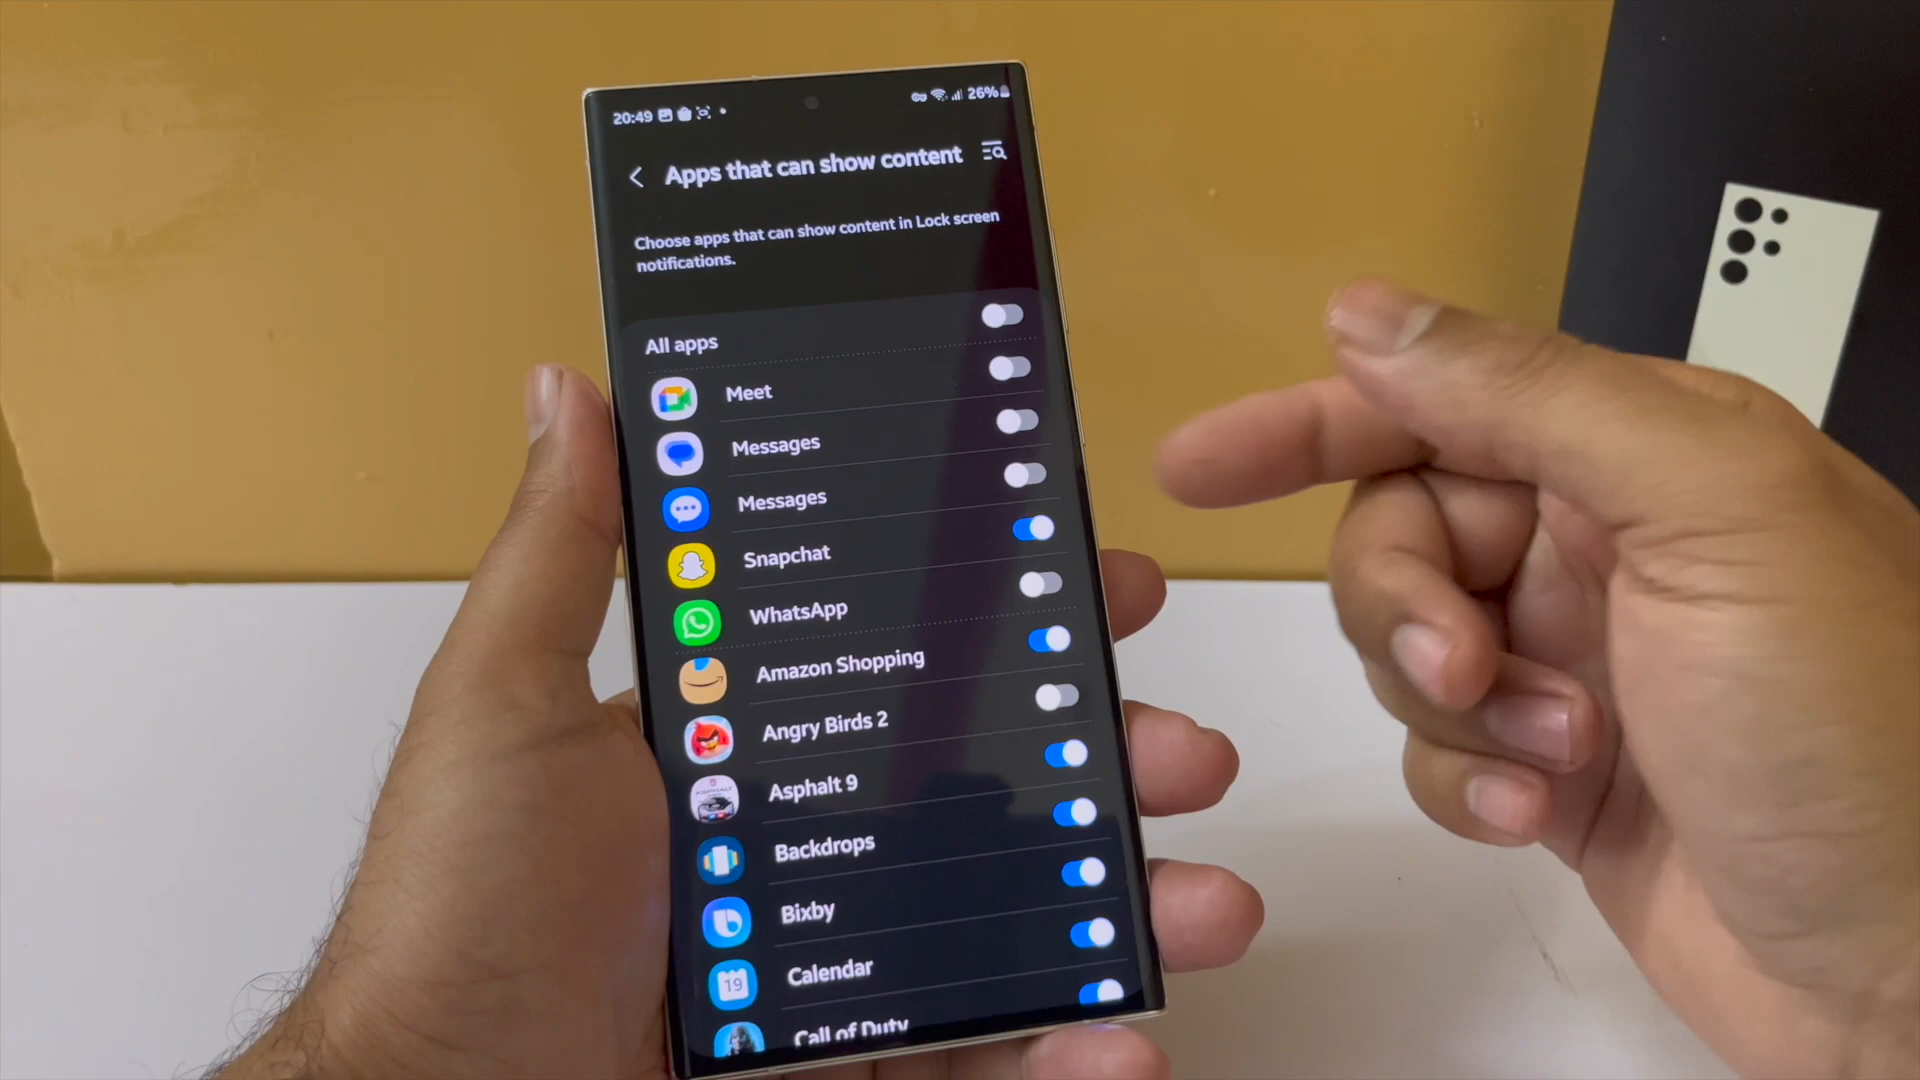 20:49
26%
Apps that can show content
Choose apps that can show content in Lock screen
notifications.
All apps
Meet
Messages
Messages
Snapchat
WhatsApp
Amazon Shopping
Angry Birds 2
Asphalt 9
Backdrops
Bixby
19
Calendar
Call of Duty